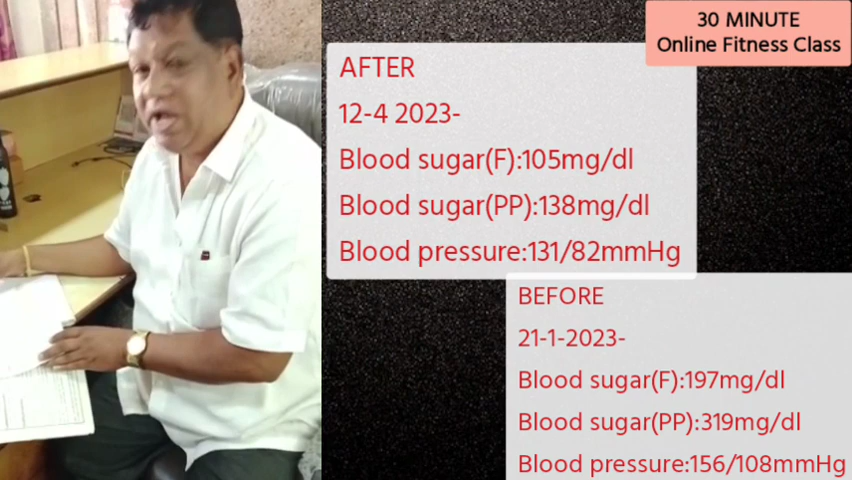 30 MINUTE
Online Fitness Class
AFTER
12-4 2023-
Blood sugar(F):105mg/dl
Blood sugar(PP):138mg/dl
Blood pressure:131/82mmHg
BEFORE
21-1-2023-
Blood sugar(F):197mg/dl
Blood sugar(PP):319mg/dl
Blood pressure:156/108mmHg